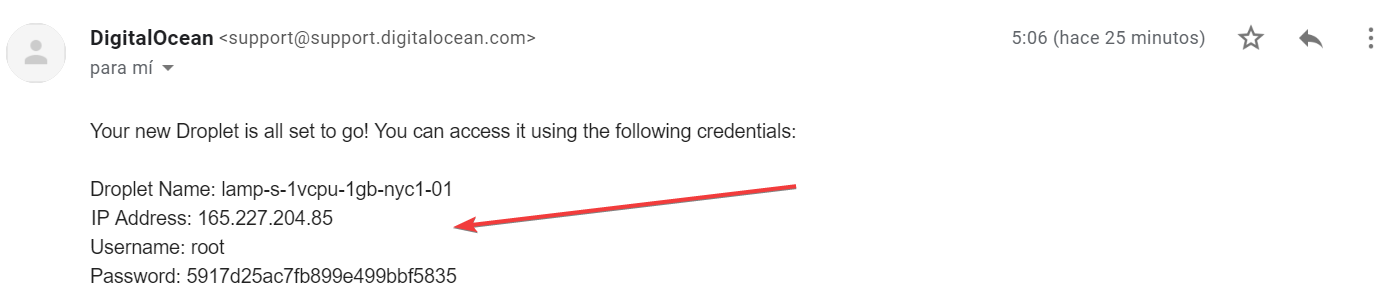 DigitalOcean <support@support.digitalocean.com> 5:06 (hace 25 minutos)
para mí
Your new Droplet is all set to go! You can access it using the following credentials:
Droplet Name: lamp-s-1vcpu-1gb-nyc1-01
IP Address: 165.227.204.85
Username: root
Password: 5917d25ac7fb899e499bbf5835